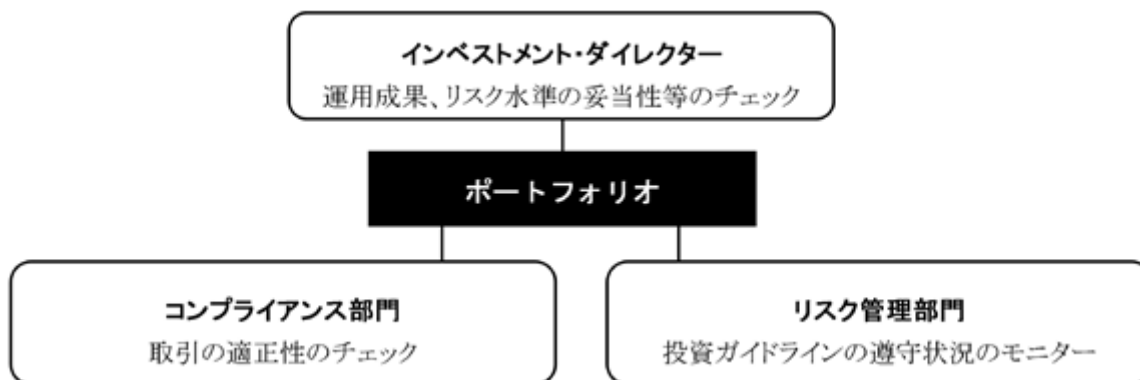 インベストメント・ダイレクター
運用成果、リスク水準の妥当性等のチェック
ポートフォリオ
コンプライアンス部門
取引の適正性のチェック
リスク管理部門
投資ガイドラインの遵守状況のモニター